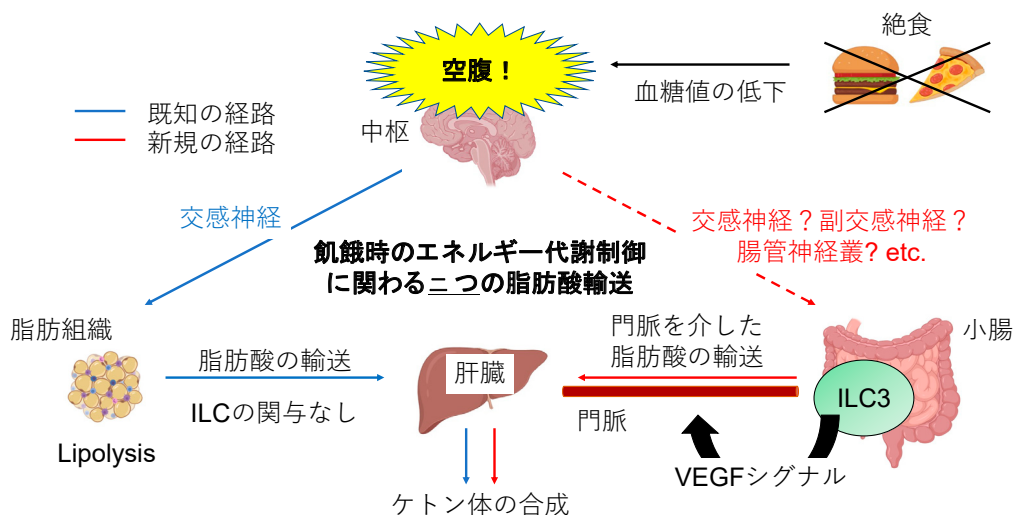 絶食
空腹！
血糖値の低下
既知の経路
新規の経路
中枢
交感神経
交感神経？副交感神経？
腸管神経叢? etc.
飢餓時のエネルギー代謝制御
に関わる二つの脂肪酸輸送
脂肪組織
脂肪酸の輸送
ILCの関与なし
Lipolysis
肝臓
門脈を介した
脂肪酸の輸送
門脈
小腸
ILC3
VEGFシグナル
ケトン体の合成